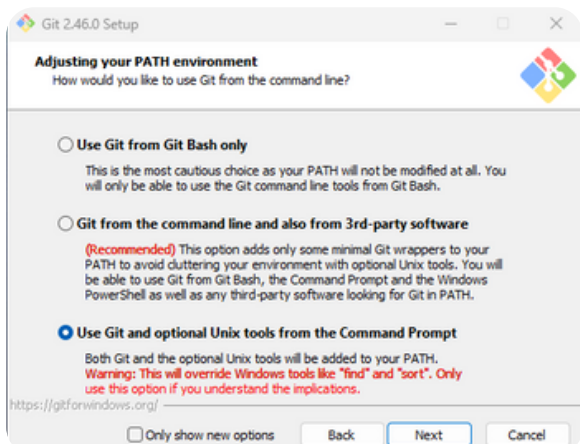 Git 2.46.0 Setup
Adjusting your PATH environment
How would you like to use Git from the command line?
Use Git from Git Bash only
This is the most cautious choice as your PATH will not be modified at all. You
will only be able to use the Git command line tools from Git Bash.
Git from the command line and also from 3rd-party software
(Recommended) This option adds only some minimal Git wrappers to your
PATH to avoid cluttering your environment with optional Unix tools. You will
be able to use Git from Git Bash, the Command Prompt and the Windows
PowerShell as well as any third-party software looking for Git in PATH.
Use Git and optional Unix tools from the Command Prompt
Both Git and the optional Unix tools will be added to your PATH.
Warning: This will override Windows tools like "find" and "sort". Only
use this option if you understand the implications.
https://gitforwindows.org/
Only show new options
Back
Next
Cancel